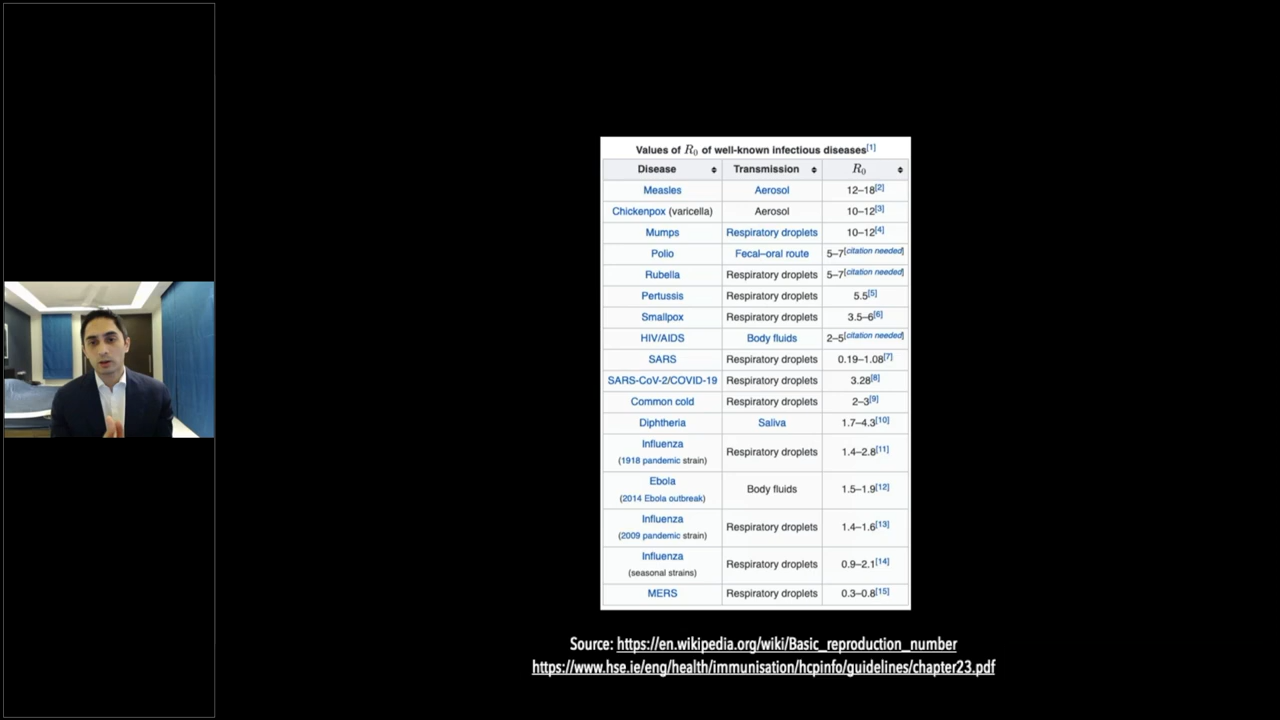 Values of R0 of well-known infectious diseases[1]
Disease Transmission R0
Measles Aerosol 12–18[2]
Chickenpox (varicella) Aerosol 10–12[3]
Mumps Respiratory droplets 10–12[4]
Polio Fecal–oral route 5–7[citation needed]
Rubella Respiratory droplets 5–7[citation needed]
Pertussis Respiratory droplets 5.5[5]
Smallpox Respiratory droplets 3.5–6[6]
HIV/AIDS Body fluids 2–5[citation needed]
SARS Respiratory droplets 0.19–1.08[7]
SARS-CoV-2/COVID-19 Respiratory droplets 3.28[8]
Common cold Respiratory droplets 2–3[9]
Diphtheria Saliva 1.7–4.3[10]
Influenza
(1918 pandemic strain) Respiratory droplets 1.4–2.8[11]
Ebola
(2014 Ebola outbreak) Body fluids 1.5–1.9[12]
Influenza
(2009 pandemic strain) Respiratory droplets 1.4–1.6[13]
Influenza
(seasonal strains) Respiratory droplets 0.9–2.1[14]
MERS Respiratory droplets 0.3–0.8[15]
Source: https://en.wikipedia.org/wiki/Basic_reproduction_number
https://www.hse.ie/eng/health/immunisation/hcpinfo/guidelines/chapter23.pdf